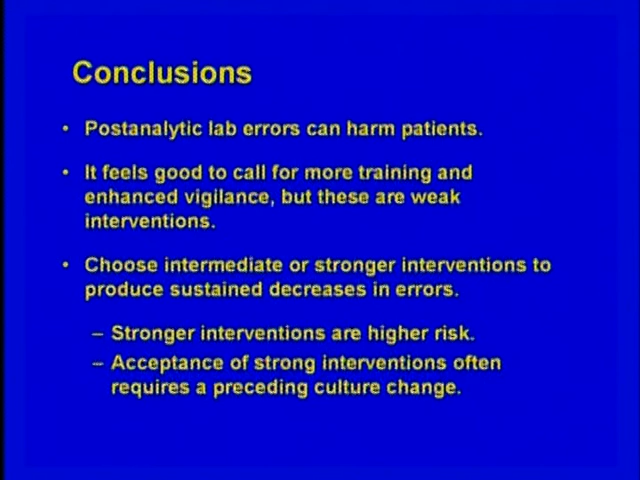 Conclusions
• Postanalytic lab errors can harm patients.
• It feels good to call for more training and
enhanced vigilance, but these are weak
interventions.
• Choose intermediate or stronger interventions to
produce sustained decreases in errors.
– Stronger interventions are higher risk.
– Acceptance of strong interventions often
requires a preceding culture change.